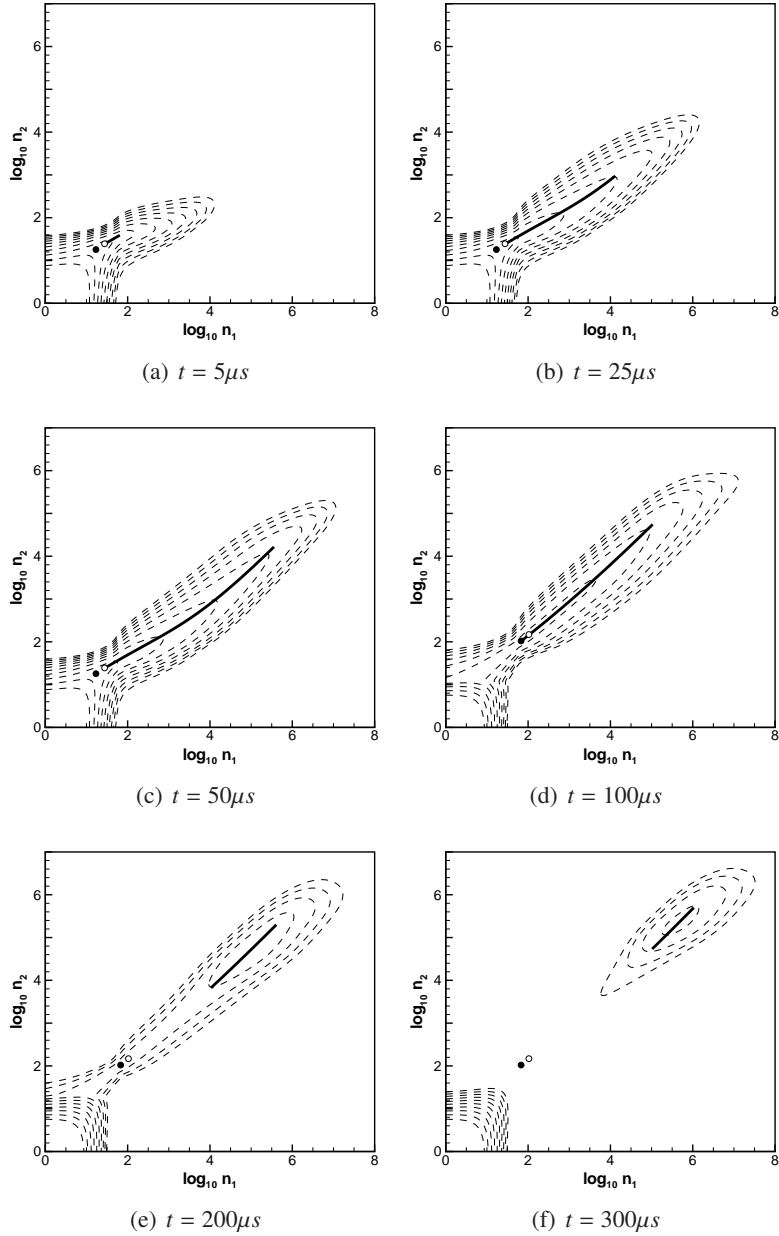 6
4
2
0
log10 n2
0 2 4 6 8
log10 n1
(a) t = 5μs
6
4
2
0
log10 n2
0 2 4 6 8
log10 n1
(b) t = 25μs
6
4
2
0
log10 n2
0 2 4 6 8
log10 n1
(c) t = 50μs
6
4
2
0
log10 n2
0 2 4 6 8
log10 n1
(d) t = 100μs
6
4
2
0
log10 n2
0 2 4 6 8
log10 n1
(e) t = 200μs
6
4
2
0
log10 n2
0 2 4 6 8
log10 n1
(f) t = 300μs